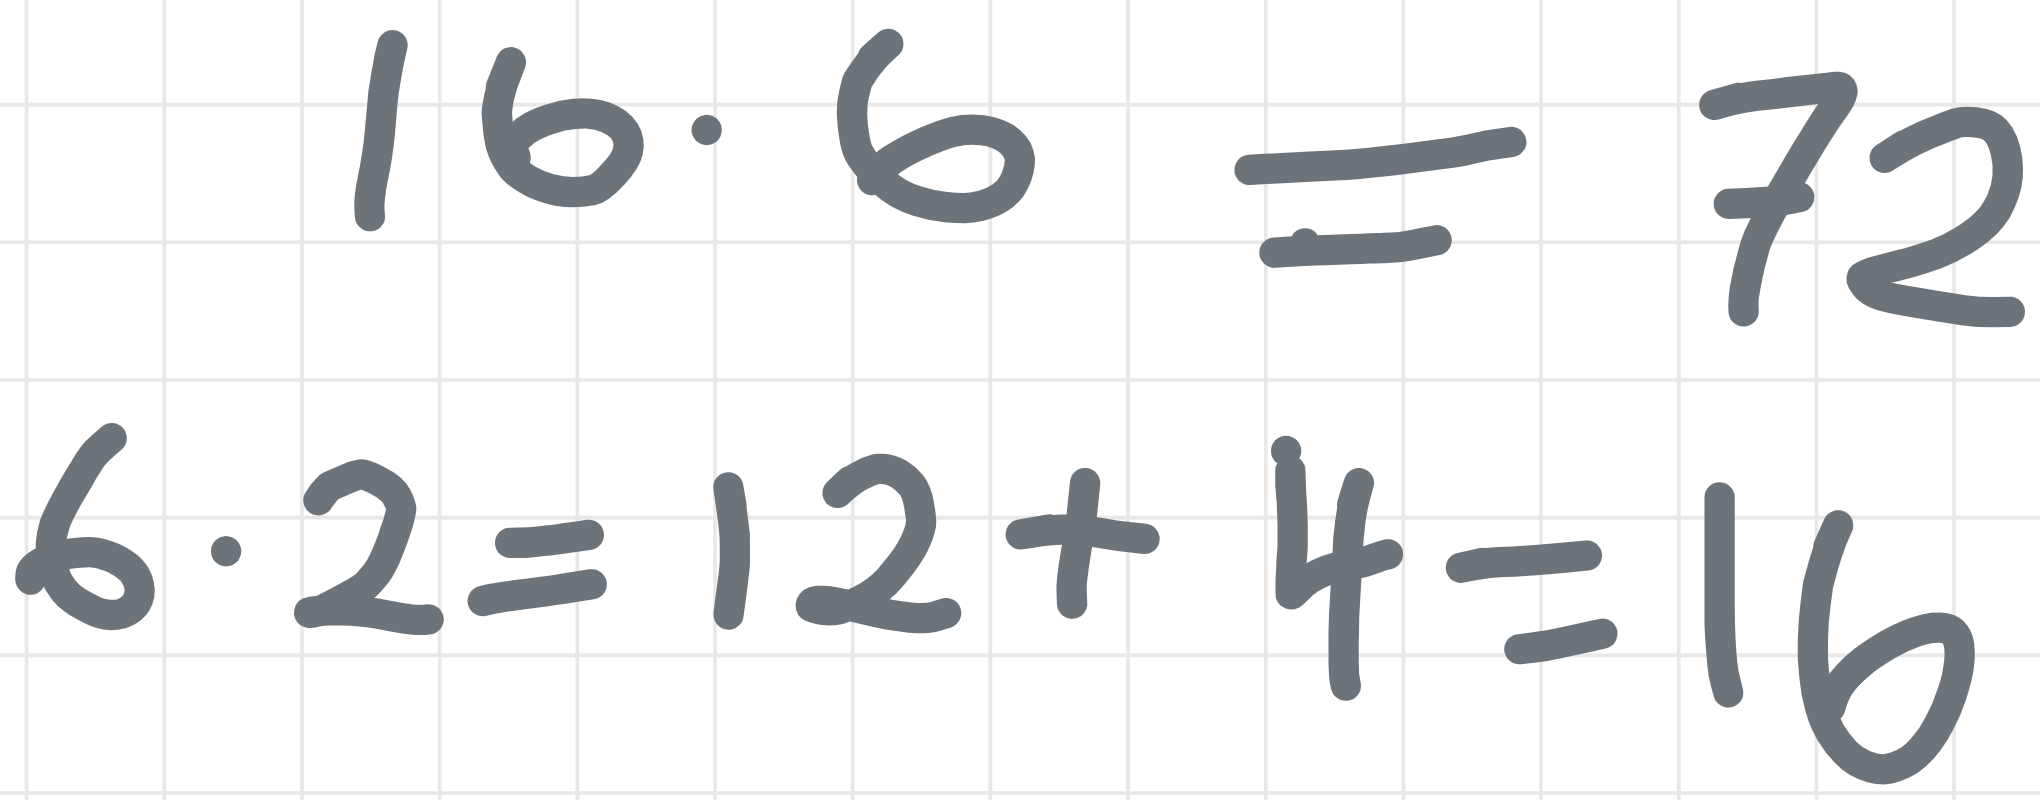 16 · 6 = 72
6 · 2 = 12 + 4 = 16